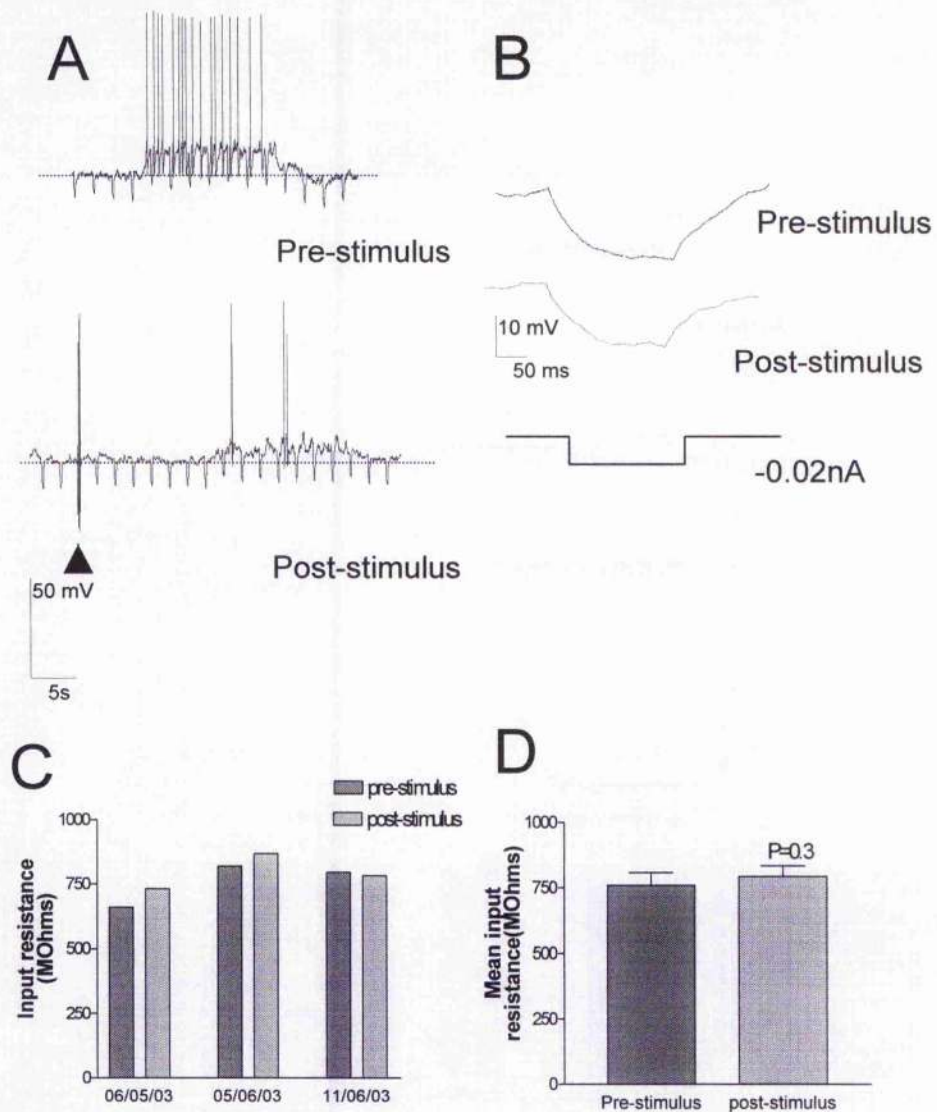 A
Pre-stimulus
Post-stimulus
50 mV
5s
B
Pre-stimulus
10 mV
50 ms
Post-stimulus
-0.02nA
C
pre-stimulus
post-stimulus
Input resistance
(MOhms)
1000
750
500
250
0
06/05/03
05/06/03
11/06/03
D
Mean input
resistance(MOhms)
1000
750
500
250
0
P=0.3
Pre-stimulus
post-stimulus